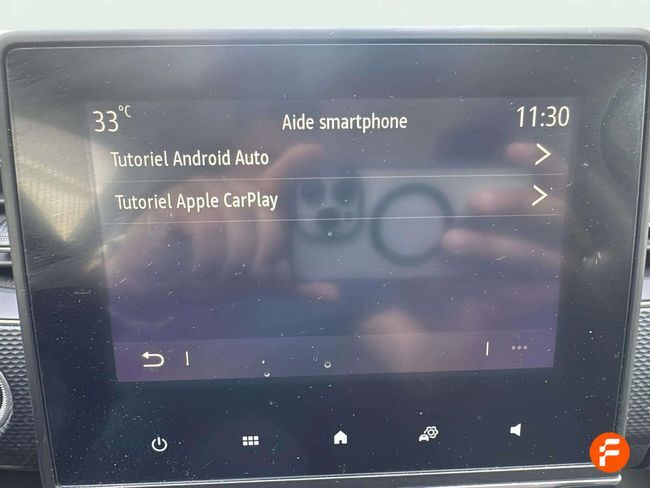 33°C
Aide smartphone
11:30
Tutoriel Android Auto
Tutoriel Apple CarPlay